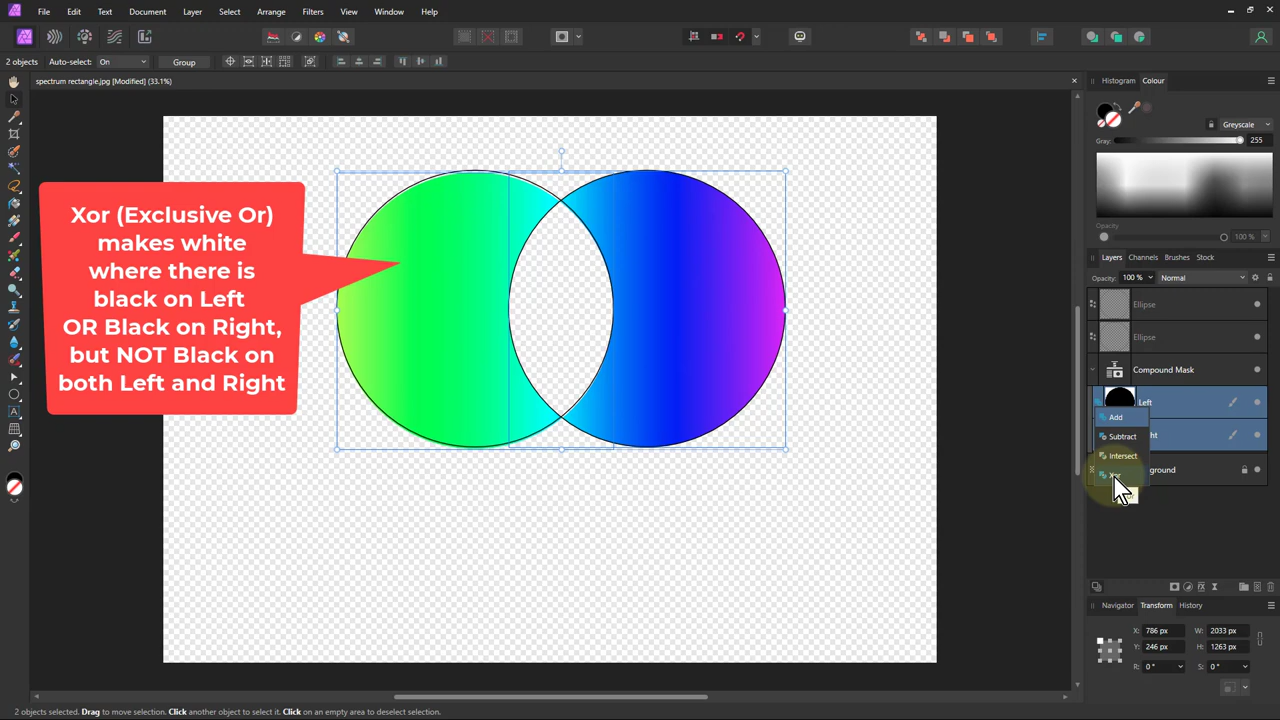 File Edit Text Document Layer Select Arrange Filters View Window Help
2 objects Auto-select: On Group
spectrum rectangle.jpg [Modified] (33.1%)
Histogram Colour
Greyscale
Gray: 255
Opacity
100 %
Layers Channels Brushes Stock
Opacity: 100 % Normal
Ellipse
Ellipse
Compound Mask
Left
Add
Subtract
Intersect
Xor
Xor (Exclusive Or)
makes white
where there is
black on Left
OR Black on Right,
but NOT Black on
both Left and Right
Navigator Transform History
X: 786 px W: 2033 px
Y: 246 px H: 1263 px
R: 0 ° S: 0 °
2 objects selected. Drag to move selection. Click another object to select it. Click on an empty area to deselect selection.